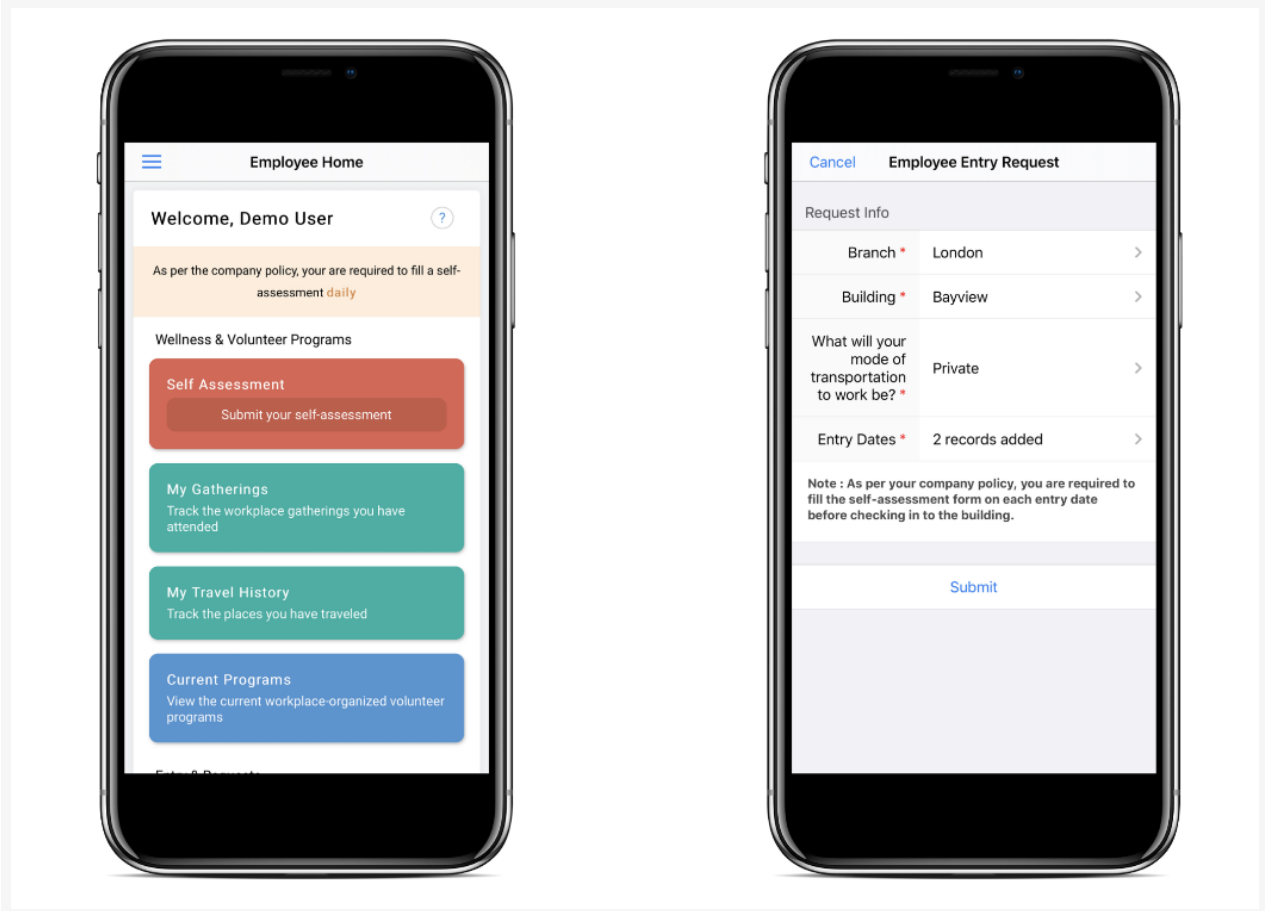 Employee Home
Welcome, Demo User
?
As per the company policy, your are required to fill a self-
assessment daily
Wellness & Volunteer Programs
Self Assessment
Submit your self-assessment
My Gatherings
Track the workplace gatherings you have
attended
My Travel History
Track the places you have traveled
Current Programs
View the current workplace-organized volunteer
programs
Entry & Requests
Cancel Employee Entry Request
Request Info
Branch * London
Building * Bayview
What will your
mode of
transportation
to work be? *
Private
Entry Dates * 2 records added
Note : As per your company policy, you are required to
fill the self-assessment form on each entry date
before checking in to the building.
Submit